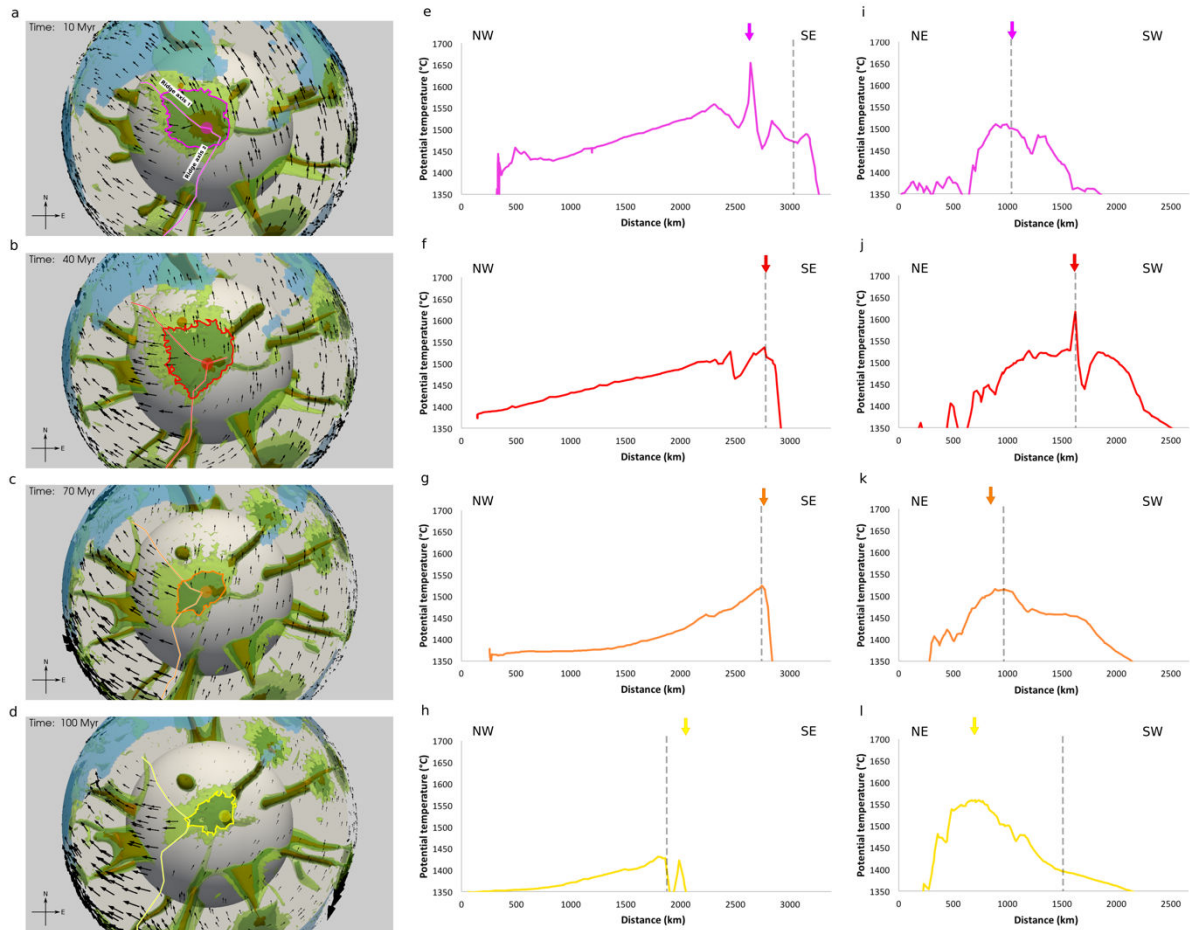 a
Time: 10 Myr
Ridge axis 1
Ridge axis 2
N
E
b
Time: 40 Myr
N
E
c
Time: 70 Myr
N
E
d
Time: 100 Myr
N
E
e
NW
SE
Potential temperature (°C)
1700
1650
1600
1550
1500
1450
1400
1350
0 500 1000 1500 2000 2500 3000
Distance (km)
f
NW
SE
Potential temperature (°C)
1700
1650
1600
1550
1500
1450
1400
1350
0 500 1000 1500 2000 2500 3000
Distance (km)
g
NW
SE
Potential temperature (°C)
1700
1650
1600
1550
1500
1450
1400
1350
0 500 1000 1500 2000 2500 3000
Distance (km)
h
NW
SE
Potential temperature (°C)
1700
1650
1600
1550
1500
1450
1400
1350
0 500 1000 1500 2000 2500 3000
Distance (km)
i
NE
SW
Potential temperature (°C)
1700
1650
1600
1550
1500
1450
1400
1350
0 500 1000 1500 2000 2500
Distance (km)
j
NE
SW
Potential temperature (°C)
1700
1650
1600
1550
1500
1450
1400
1350
0 500 1000 1500 2000 2500
Distance (km)
k
NE
SW
Potential temperature (°C)
1700
1650
1600
1550
1500
1450
1400
1350
0 500 1000 1500 2000 2500
Distance (km)
l
NE
SW
Potential temperature (°C)
1700
1650
1600
1550
1500
1450
1400
1350
0 500 1000 1500 2000 2500
Distance (km)